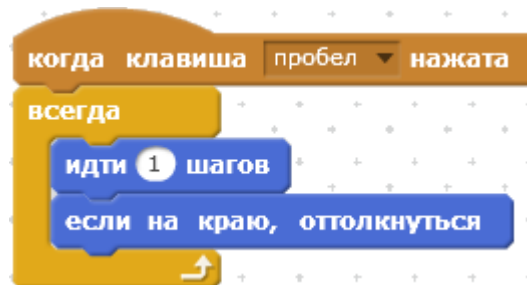 когда клавиша пробел нажата
всегда
идти 1 шагов
если на краю, оттолкнуться